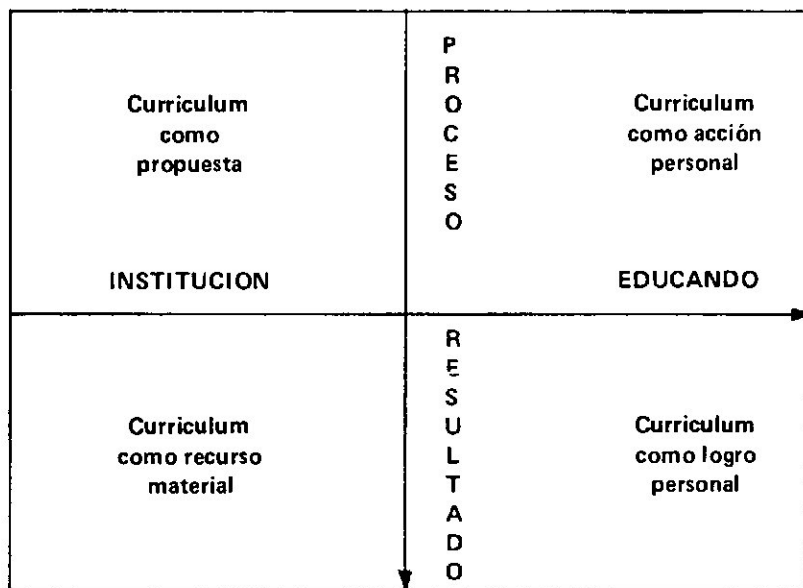 Curriculum
como
propuesta
P
R
O
C
E
S
O
Curriculum
como acción
personal
INSTITUCION
EDUCANDO
Curriculum
como recurso
material
R
E
S
U
L
T
A
D
O
Curriculum
como logro
personal